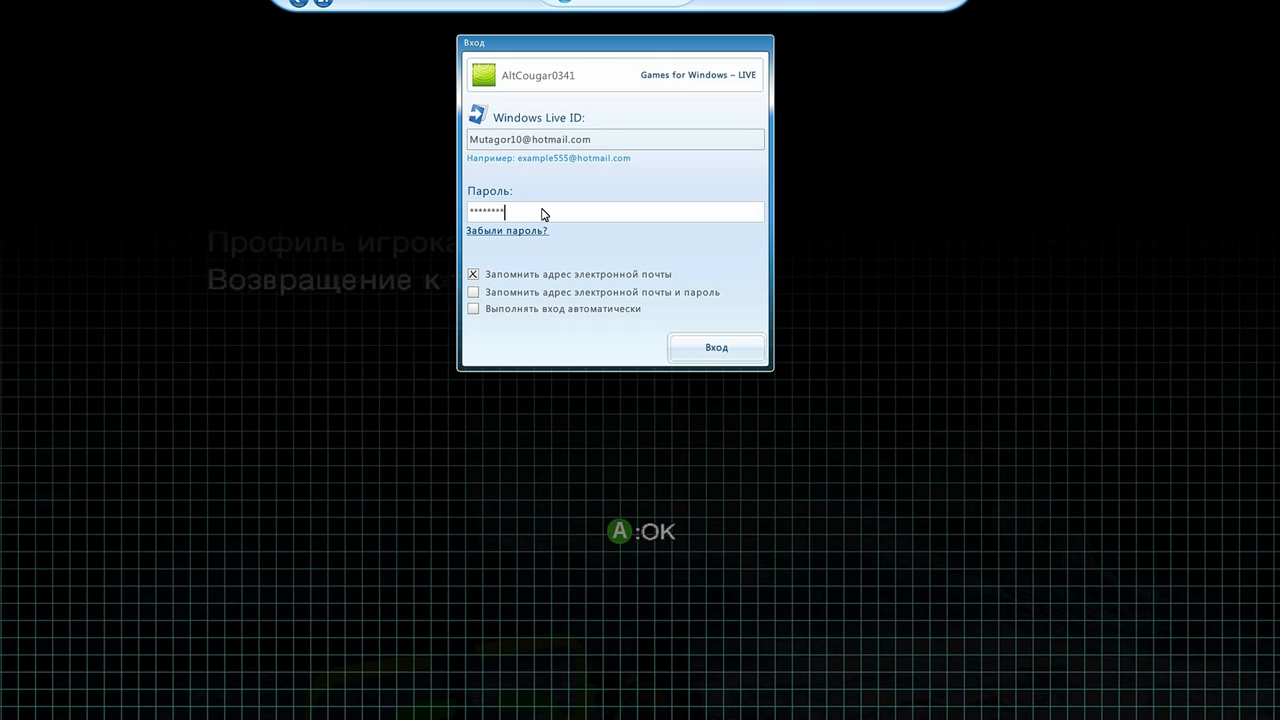 Вход
AltCougar0341
Games for Windows – LIVE
Windows Live ID:
Mutagor10@hotmail.com
Например: example555@hotmail.com
Пароль:
********
Забыли пароль?
Профиль игрока
Возвращение к
Запомнить адрес электронной почты
Запомнить адрес электронной почты и пароль
Выполнять вход автоматически
Вход
A:OK